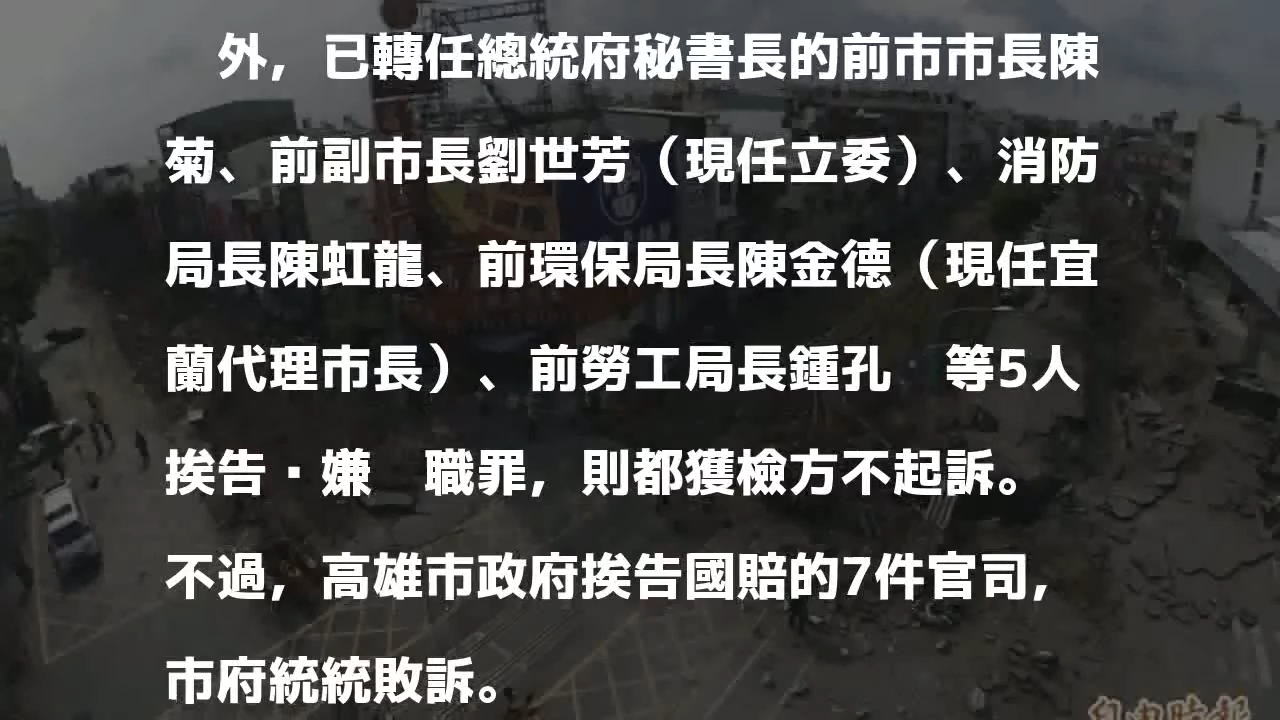 外，已轉任總統府秘書長的前市市長陳
菊、前副市長劉世芳（現任立委）、消防
局長陳虹龍、前環保局長陳金德（現任宜
蘭代理市長）、前勞工局長鍾孔　等5人
挨告·嫌　職罪，則都獲檢方不起訴。
不過，高雄市政府挨告國賠的7件官司，
市府統統敗訴。
自由時報